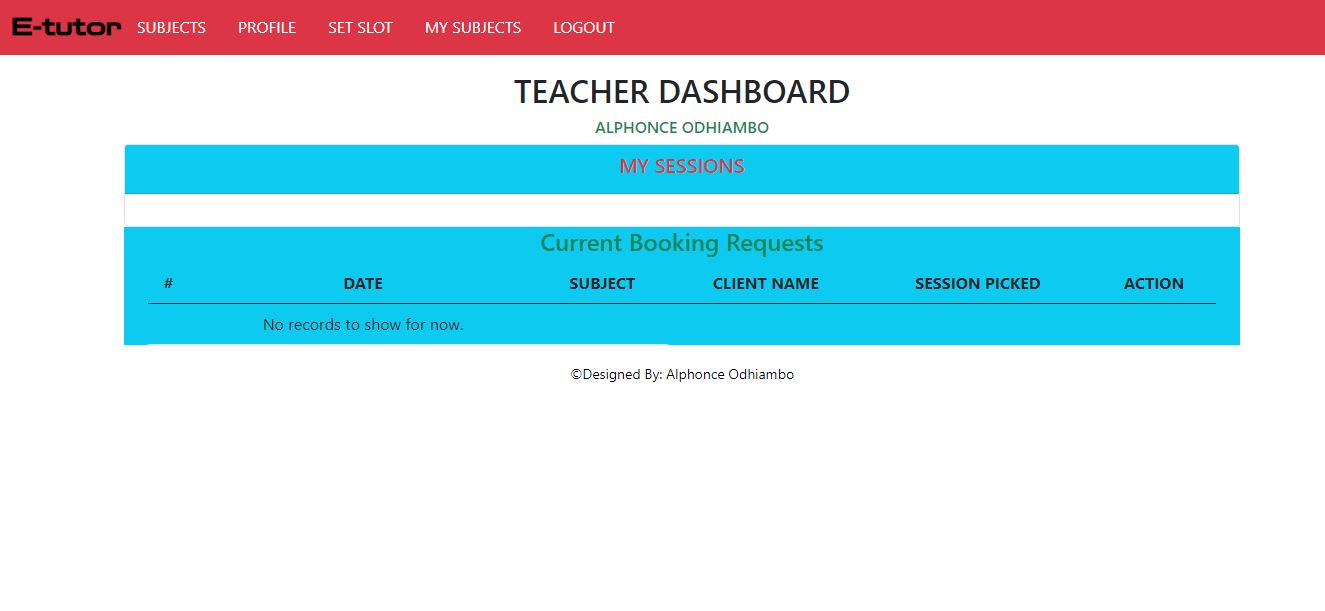 E-tutor SUBJECTS PROFILE SET SLOT MY SUBJECTS LOGOUT
TEACHER DASHBOARD
ALPHONCE ODHIAMBO
MY SESSIONS
Current Booking Requests
# DATE SUBJECT CLIENT NAME SESSION PICKED ACTION
No records to show for now.
©Designed By: Alphonce Odhiambo